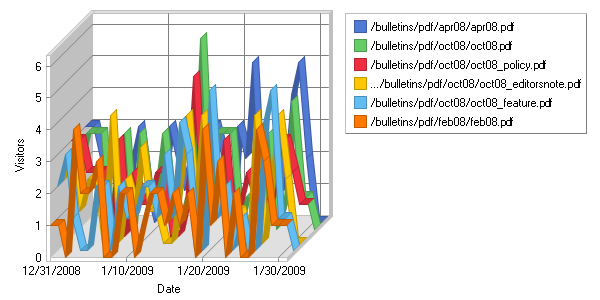 /bulletins/pdf/apr08/apr08.pdf
/bulletins/pdf/oct08/oct08.pdf
/bulletins/pdf/oct08/oct08_policy.pdf
.../bulletins/pdf/oct08/oct08_editorsnote.pdf
/bulletins/pdf/oct08/oct08_feature.pdf
/bulletins/pdf/feb08/feb08.pdf
Visitors
6
5
4
3
2
1
0
12/31/2008 1/10/2009 1/20/2009 1/30/2009
Date